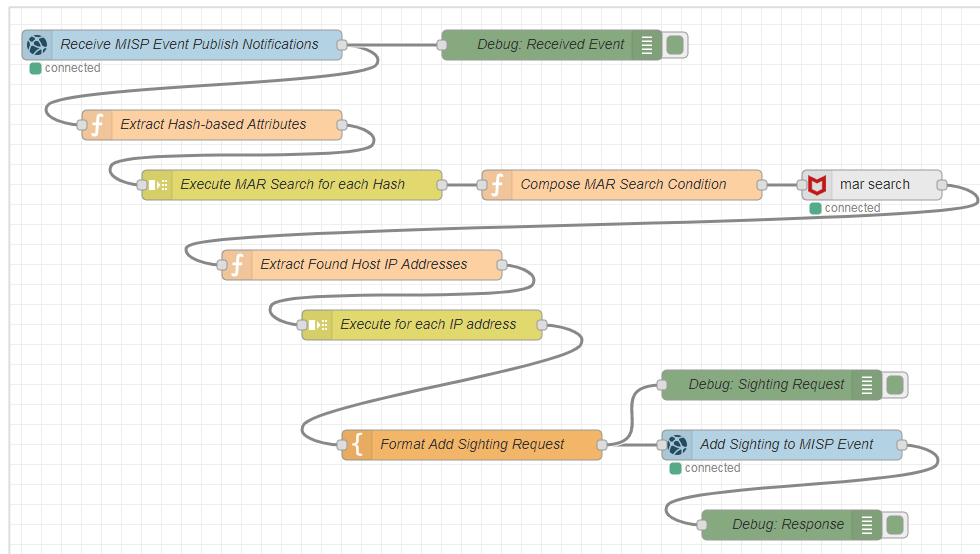 Receive MISP Event Publish Notifications
Debug: Received Event
connected
Extract Hash-based Attributes
Execute MAR Search for each Hash
Compose MAR Search Condition
mar search
connected
Extract Found Host IP Addresses
Execute for each IP address
Debug: Sighting Request
Format Add Sighting Request
Add Sighting to MISP Event
connected
Debug: Response